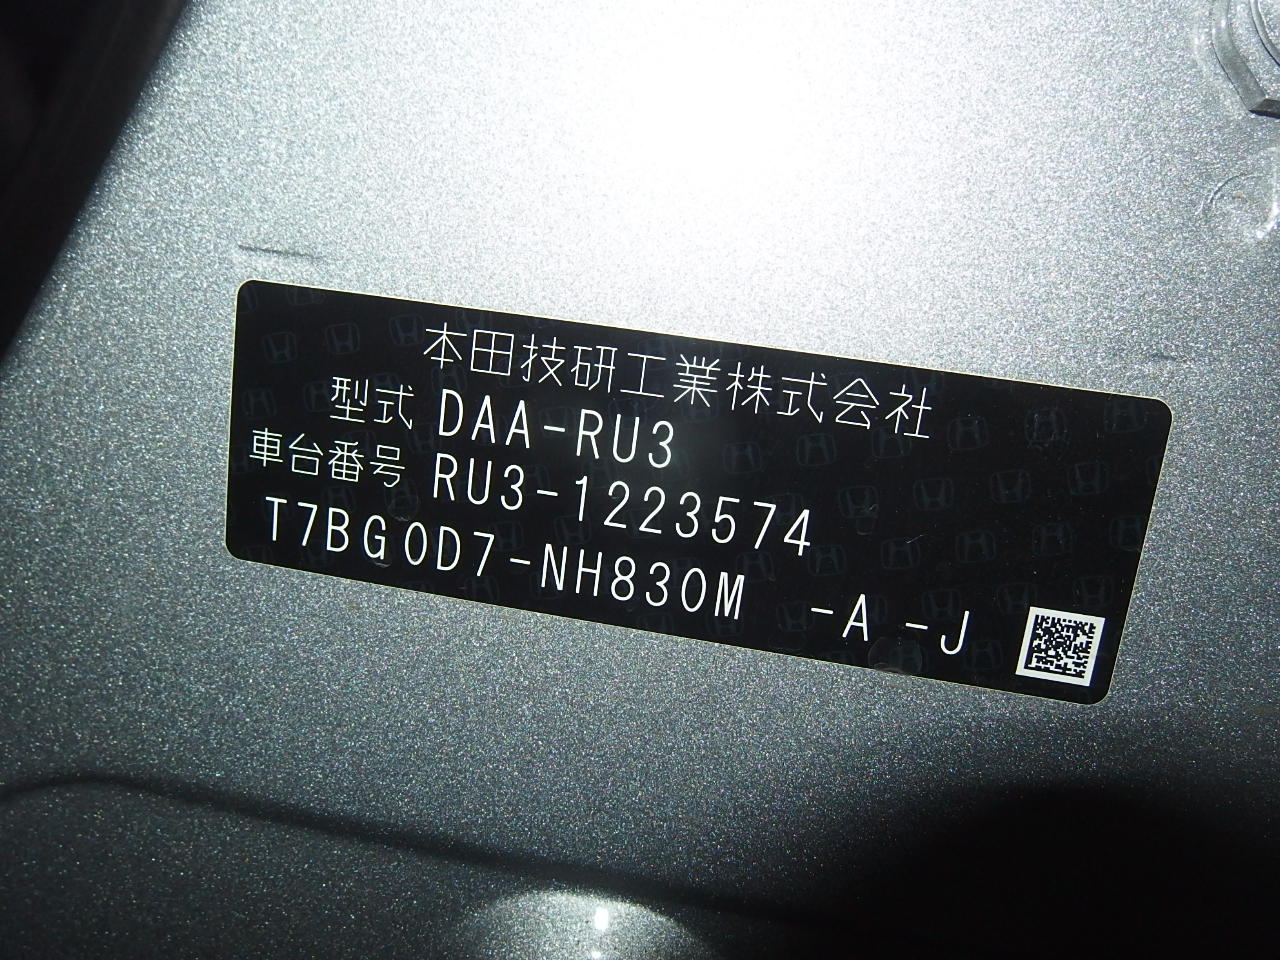 本田技研工業株式会社
型式 DAA-RU3
車台番号 RU3-1223574
T7BG0D7-NH830M -A -J